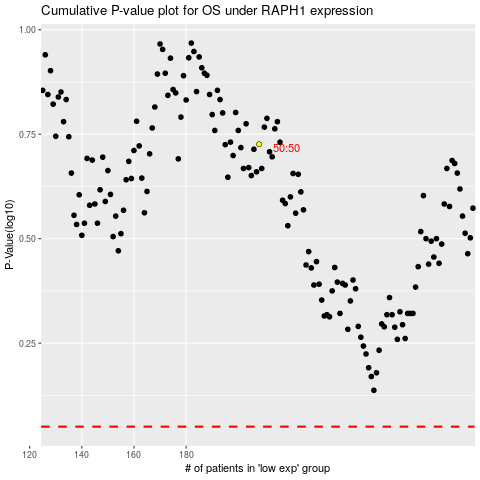 Cumulative P-value plot for OS under RAPH1 expression
1.00
0.75
0.50
0.25
P-Value(log10)
50:50
120 140 160 180
# of patients in 'low exp' group